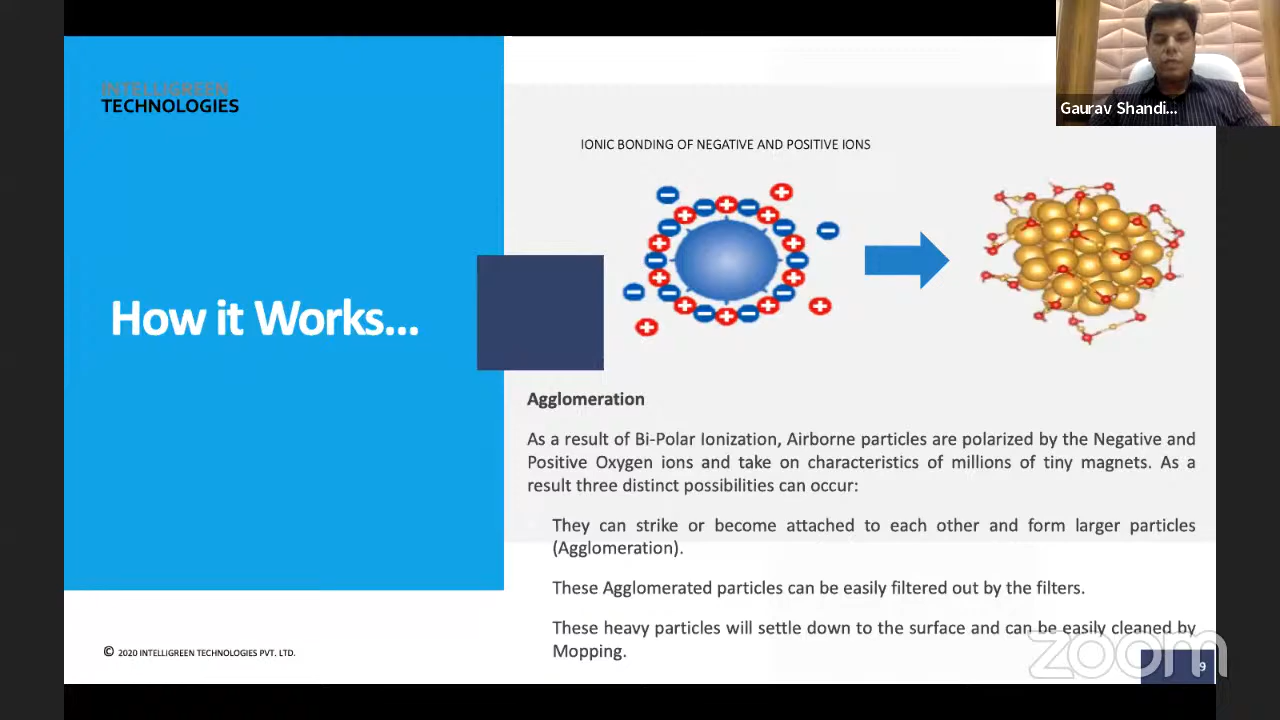 INTELLIGREEN
TECHNOLOGIES
Gaurav Shandi...
IONIC BONDING OF NEGATIVE AND POSITIVE IONS
How it Works...
Agglomeration
As a result of Bi-Polar Ionization, Airborne particles are polarized by the Negative and
Positive Oxygen ions and take on characteristics of millions of tiny magnets. As a
result three distinct possibilities can occur:
They can strike or become attached to each other and form larger particles
(Agglomeration).
These Agglomerated particles can be easily filtered out by the filters.
These heavy particles will settle down to the surface and can be easily cleaned by
Mopping.
© 2020 INTELLIGREEN TECHNOLOGIES PVT. LTD.
zoom
9